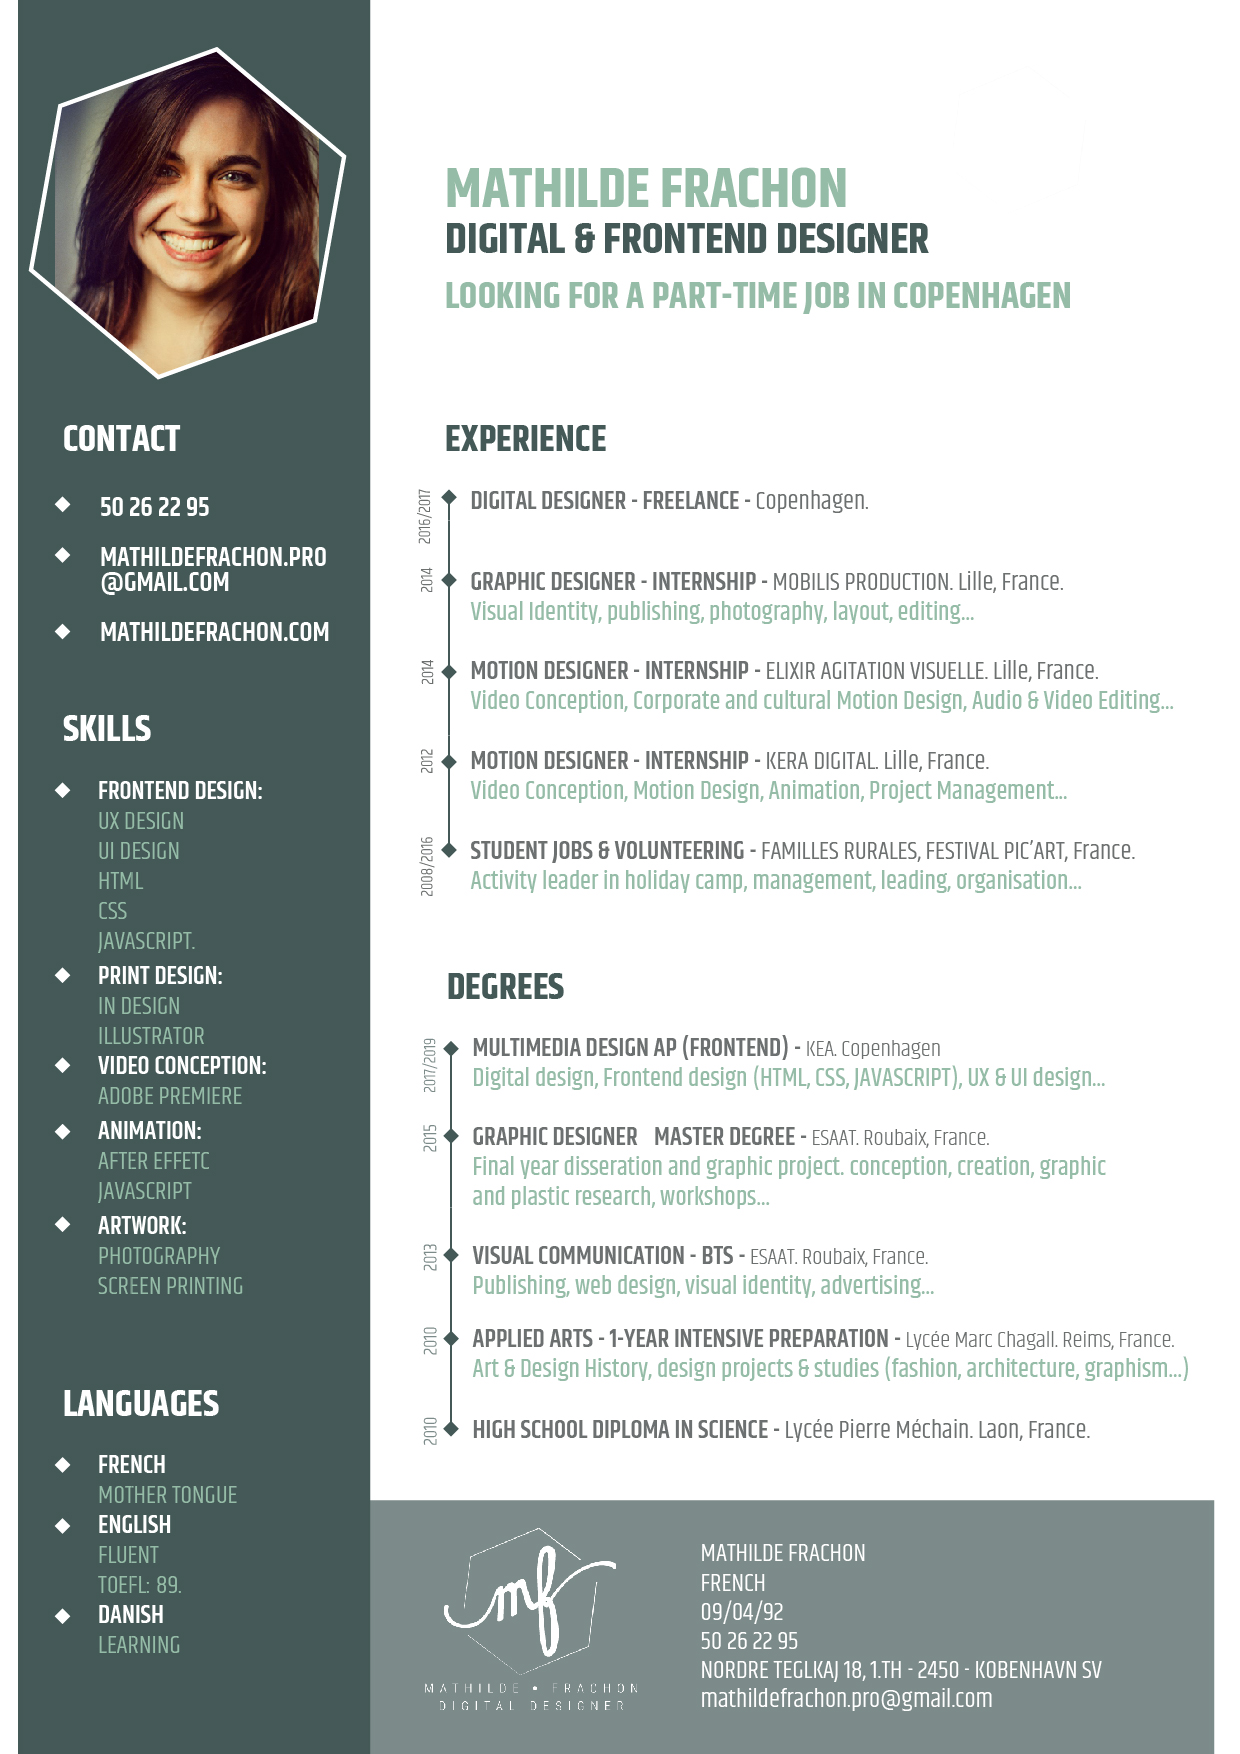 MATHILDE FRACHON
DIGITAL & FRONTEND DESIGNER
LOOKING FOR A PART-TIME JOB IN COPENHAGEN
CONTACT
50 26 22 95
MATHILDEFRACHON.PRO
@GMAIL.COM
MATHILDEFRACHON.COM
SKILLS
FRONTEND DESIGN:
UX DESIGN
UI DESIGN
HTML
CSS
JAVASCRIPT.
PRINT DESIGN:
IN DESIGN
ILLUSTRATOR
VIDEO CONCEPTION:
ADOBE PREMIERE
ANIMATION:
AFTER EFFETC
JAVASCRIPT
ARTWORK:
PHOTOGRAPHY
SCREEN PRINTING
LANGUAGES
FRENCH
MOTHER TONGUE
ENGLISH
FLUENT
TOEFL: 89.
DANISH
LEARNING
EXPERIENCE
2016/2017
DIGITAL DESIGNER - FREELANCE - Copenhagen.
2014
GRAPHIC DESIGNER - INTERNSHIP - MOBILIS PRODUCTION. Lille, France.
Visual Identity, publishing, photography, layout, editing...
2014
MOTION DESIGNER - INTERNSHIP - ELIXIR AGITATION VISUELLE. Lille, France.
Video Conception, Corporate and cultural Motion Design, Audio & Video Editing...
2012
MOTION DESIGNER - INTERNSHIP - KERA DIGITAL. Lille, France.
Video Conception, Motion Design, Animation, Project Management...
2008/2016
STUDENT JOBS & VOLUNTEERING - FAMILLES RURALES, FESTIVAL PIC'ART, France.
Activity leader in holiday camp, management, leading, organisation...
DEGREES
2017/2019
MULTIMEDIA DESIGN AP (FRONTEND) - KEA. Copenhagen
Digital design, Frontend design (HTML, CSS, JAVASCRIPT), UX & UI design...
2015
GRAPHIC DESIGNER MASTER DEGREE - ESAAT. Roubaix, France.
Final year disseration and graphic project. conception, creation, graphic
and plastic research, workshops...
2013
VISUAL COMMUNICATION - BTS - ESAAT. Roubaix, France.
Publishing, web design, visual identity, advertising...
2010
APPLIED ARTS - 1-YEAR INTENSIVE PREPARATION - Lycée Marc Chagall. Reims, France.
Art & Design History, design projects & studies (fashion, architecture, graphism...)
2010
HIGH SCHOOL DIPLOMA IN SCIENCE - Lycée Pierre Méchain. Laon, France.
mf
MATHILDE • FRACHON
DIGITAL DESIGNER
MATHILDE FRACHON
FRENCH
09/04/92
50 26 22 95
NORDRE TEGLKAJ 18, 1.TH - 2450 - KOBENHAVN SV
mathildefrachon.pro@gmail.com